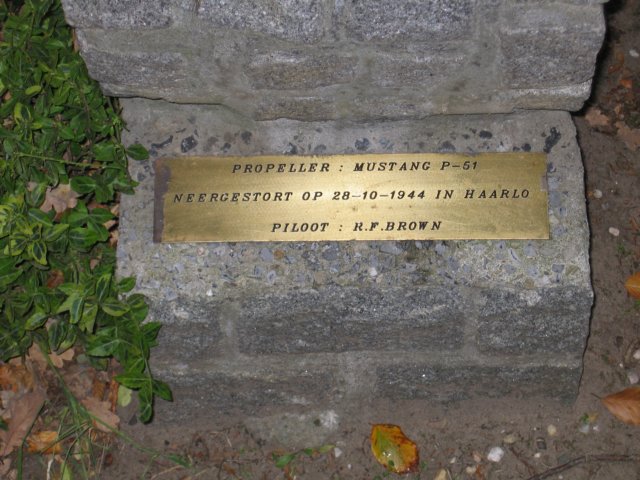 PROPELLER : MUSTANG P-51
NEERGESTORT OP 28-10-1944 IN HAARLO
PILOOT : R.F.BROWN